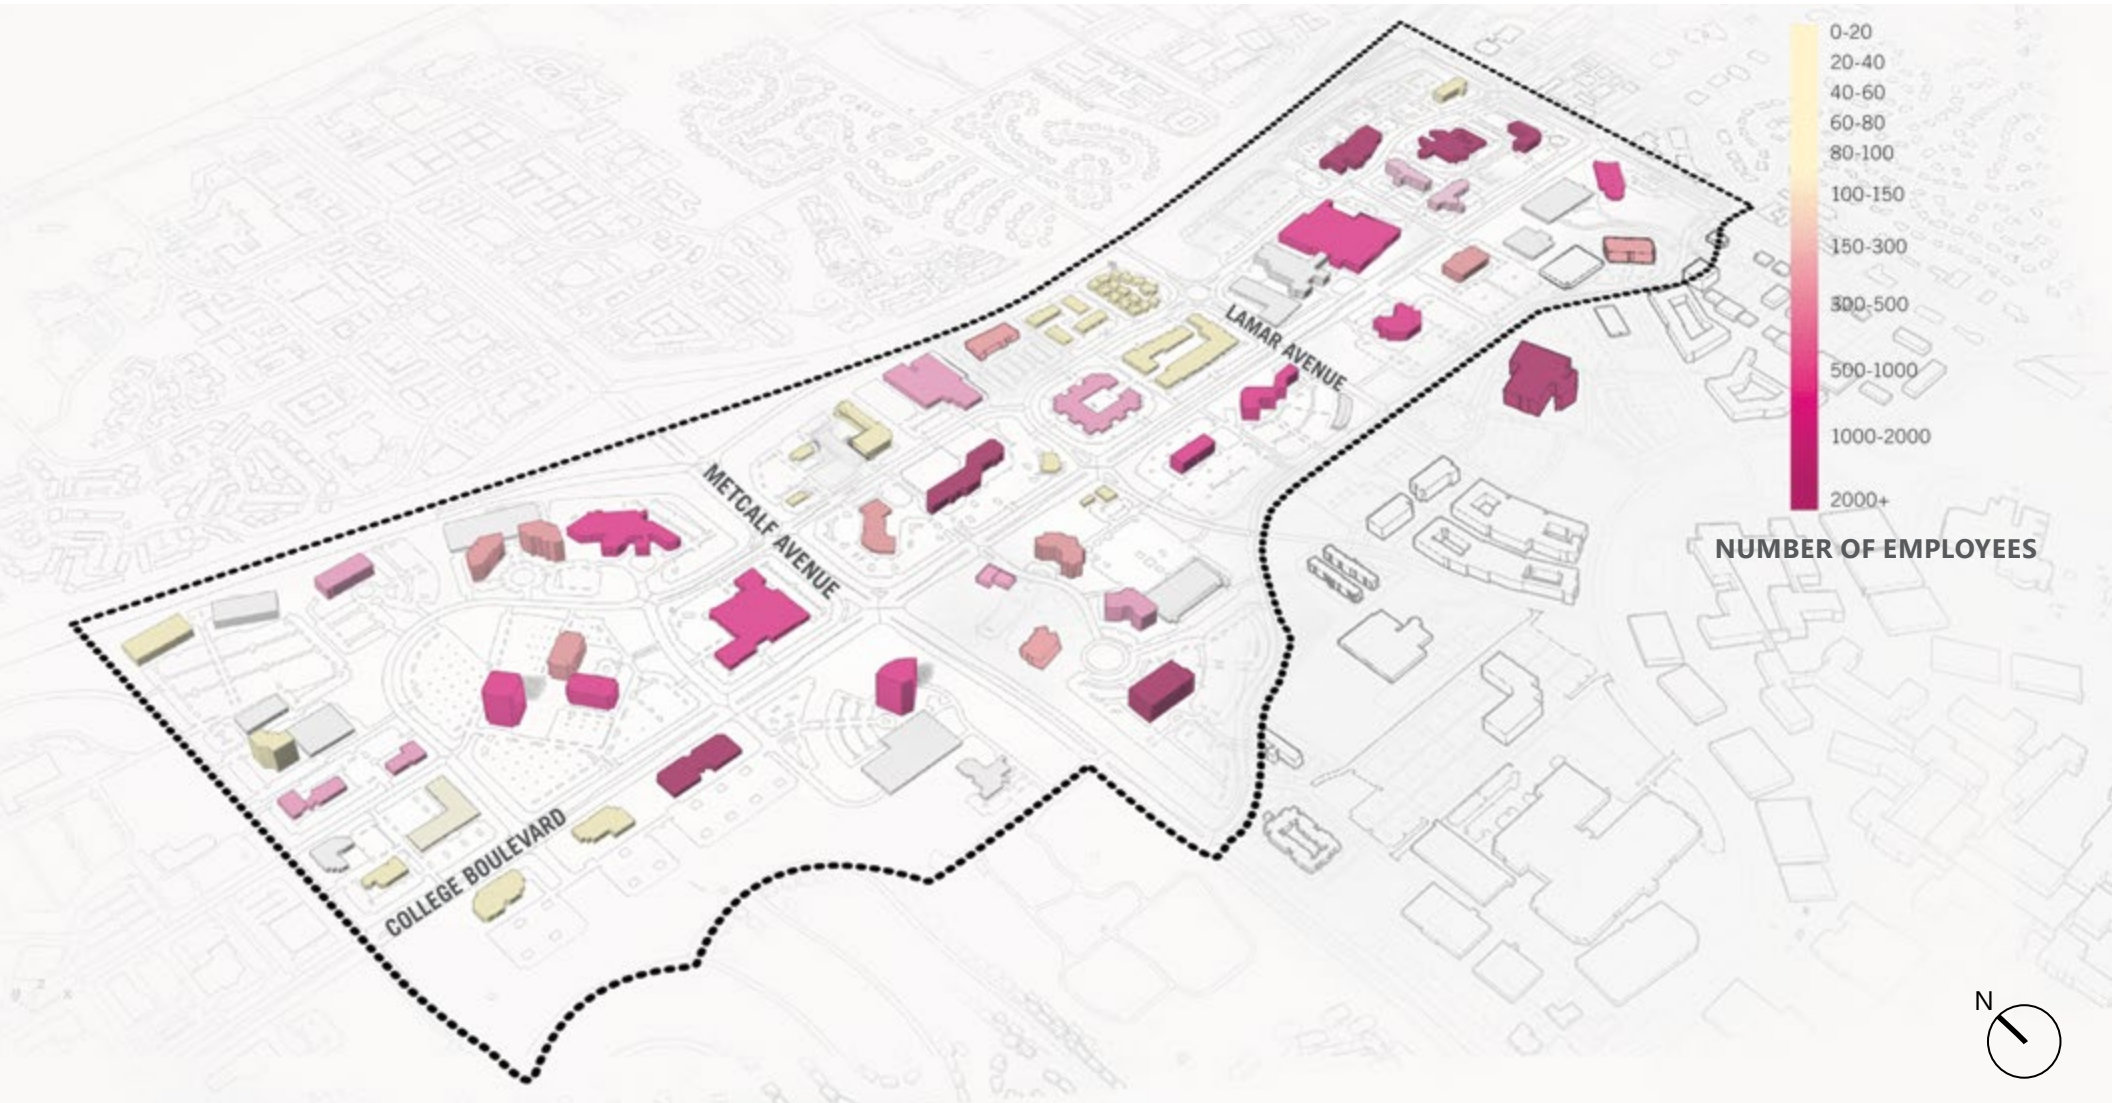 0-20
20-40
40-60
60-80
80-100
100-150
150-300
300-500
500-1000
1000-2000
2000+
NUMBER OF EMPLOYEES
LAMAR AVENUE
METCALF AVENUE
COLLEGE BOULEVARD
z
x
N